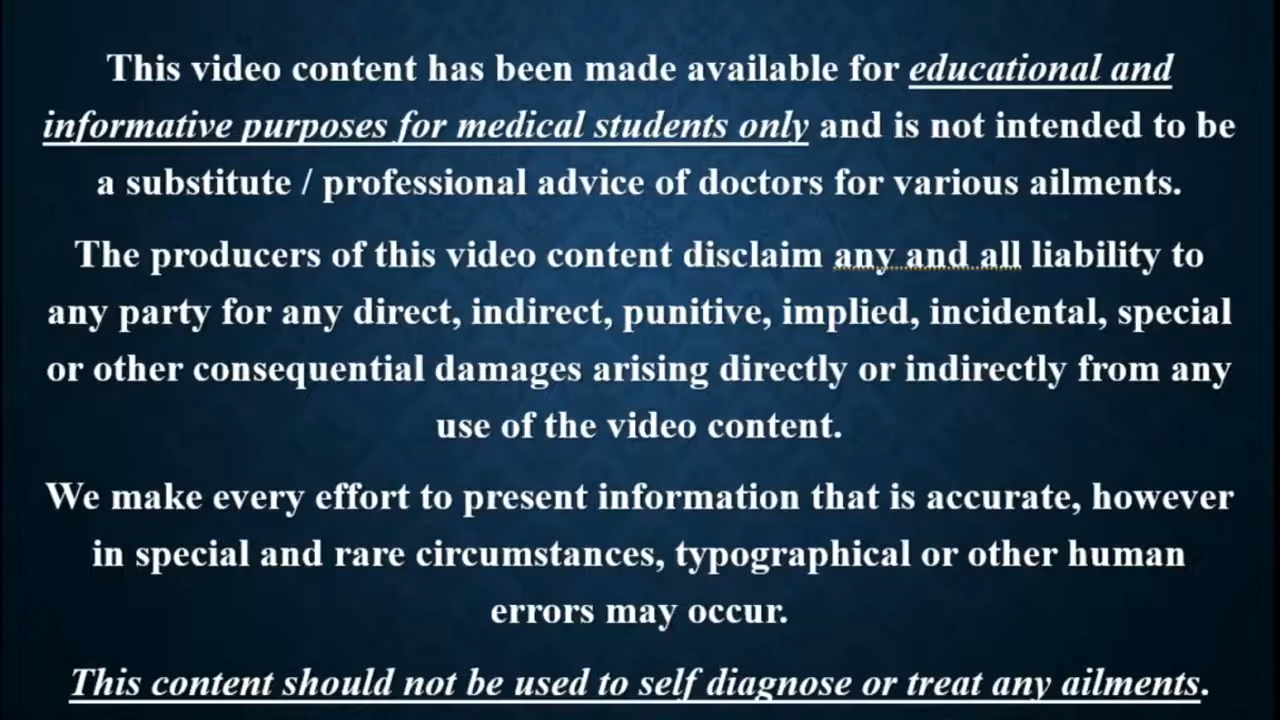 This video content has been made available for educational and
informative purposes for medical students only and is not intended to be
a substitute / professional advice of doctors for various ailments.
The producers of this video content disclaim any and all liability to
any party for any direct, indirect, punitive, implied, incidental, special
or other consequential damages arising directly or indirectly from any
use of the video content.
We make every effort to present information that is accurate, however
in special and rare circumstances, typographical or other human
errors may occur.
This content should not be used to self diagnose or treat any ailments.